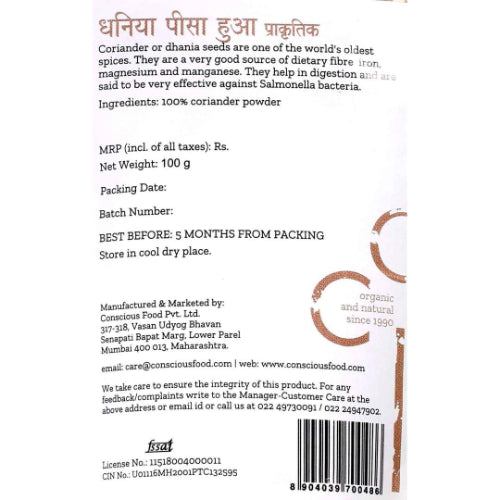 धनिया पीसा हुआ प्राकृतिक
Coriander or dhania seeds are one of the world's oldest
spices. They are a very good source of dietary fibre iron,
magnesium and manganese. They help in digestion and are
said to be very effective against Salmonella bacteria.
Ingredients: 100% coriander powder
MRP (incl. of all taxes): Rs.
Net Weight: 100 g
Packing Date:
Batch Number:
BEST BEFORE: 5 MONTHS FROM PACKING
Store in cool dry place.
organic
and natural
since 1990
Manufactured & Marketed by:
Conscious Food Pvt. Ltd.
317-318, Vasan Udyog Bhavan
Senapati Bapat Marg, Lower Parel
Mumbai 400 013, Maharashtra.
email: care@consciousfood.com | web: www.consciousfood.com
We take care to ensure the integrity of this product. For any
feedback/complaints write to the Manager-Customer Care at the
above address or email id or call us at 022 49730091 / 022 24947902.
fssai
License No.: 11518004000011
CIN No.: U01116MH2001PTC132595
8 904039 700486